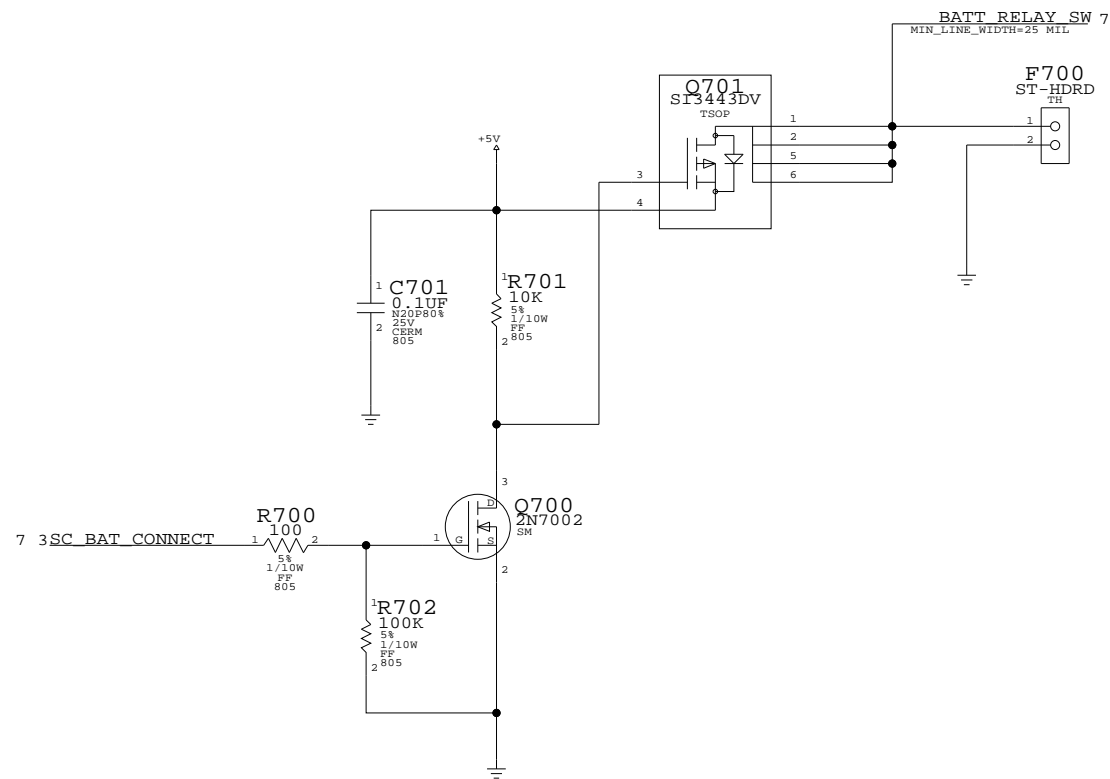 BATT_RELAY_SW 7
MIN_LINE_WIDTH=25 MIL
F700
ST-HDRD
TH
1
2
Q701
SI3443DV
TSOP
1
2
5
6
3
4
+5V
1
C701
0.1UF
N20P80%
25V
CERM
805
2
1
R701
10K
5%
1/10W
FF
805
2
3
Q700
2N7002
SM
D
G
S
1
2
7 3 SC_BAT_CONNECT
R700
100
1
2
5%
1/10W
FF
805
1
R702
100K
5%
1/10W
FF
805
2